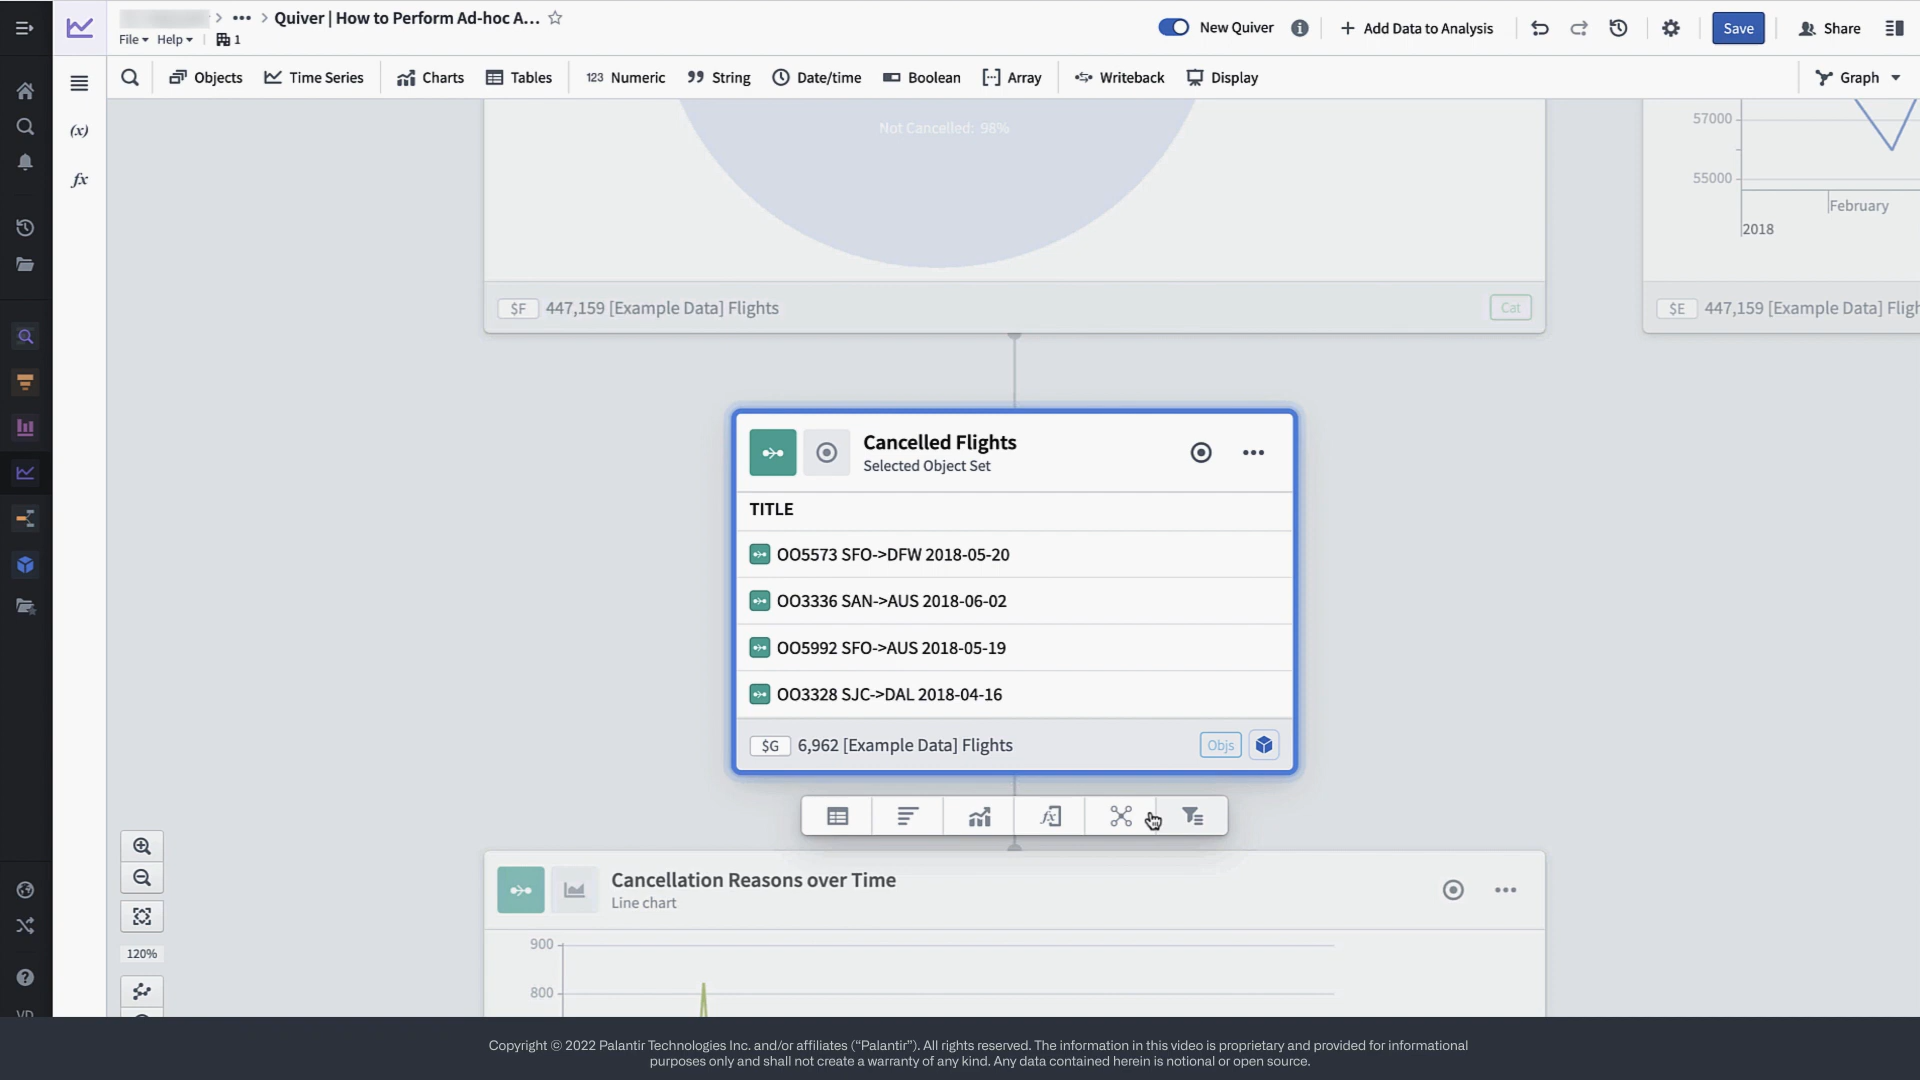 Quiver | How to Perform Ad-hoc A...
File Help 1
New Quiver
Add Data to Analysis
Save
Share
Objects Time Series Charts Tables 123 Numeric String Date/time Boolean Array Writeback Display Graph
(x)
fx
Not Cancelled: 98%
57000
55000
February
2018
$F 447,159 [Example Data] Flights Cat
$E 447,159 [Example Data] Fligh
Cancelled Flights
Selected Object Set
TITLE
OO5573 SFO->DFW 2018-05-20
OO3336 SAN->AUS 2018-06-02
OO5992 SFO->AUS 2018-05-19
OO3328 SJC->DAL 2018-04-16
$G 6,962 [Example Data] Flights Objs
fx
Cancellation Reasons over Time
Line chart
900
800
120%
VD
Copyright © 2022 Palantir Technologies Inc. and/or affiliates (“Palantir”). All rights reserved. The information in this video is proprietary and provided for informational
purposes only and shall not create a warranty of any kind. Any data contained herein is notional or open source.